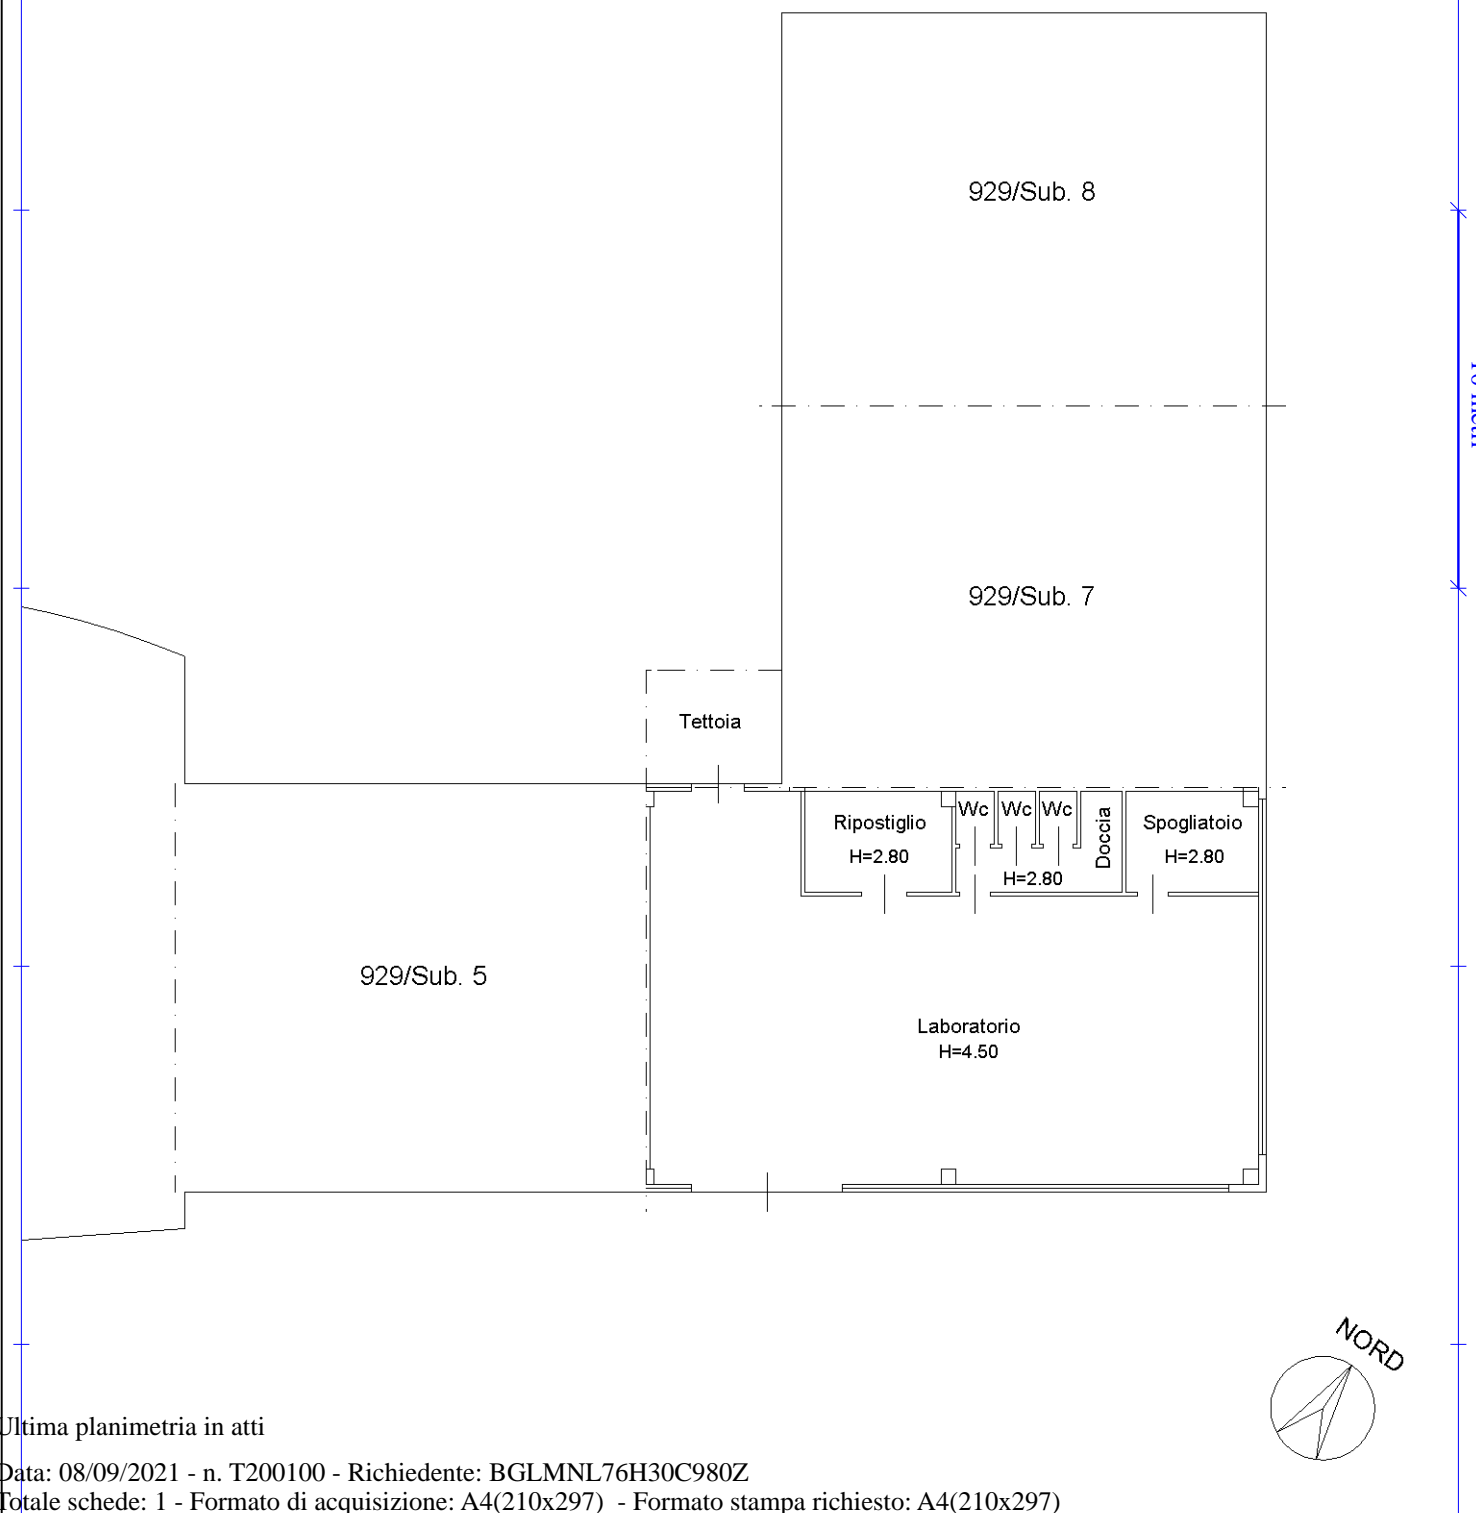 929/Sub. 8
929/Sub. 7
Tettoia
Ripostiglio
H=2.80
Wc
Wc
Wc
H=2.80
Doccia
Spogliatoio
H=2.80
929/Sub. 5
Laboratorio
H=4.50
NORD
Ultima planimetria in atti
Data: 08/09/2021 - n. T200100 - Richiedente: BGLMNL76H30C980Z
Totale schede: 1 - Formato di acquisizione: A4(210x297) - Formato stampa richiesto: A4(210x297)